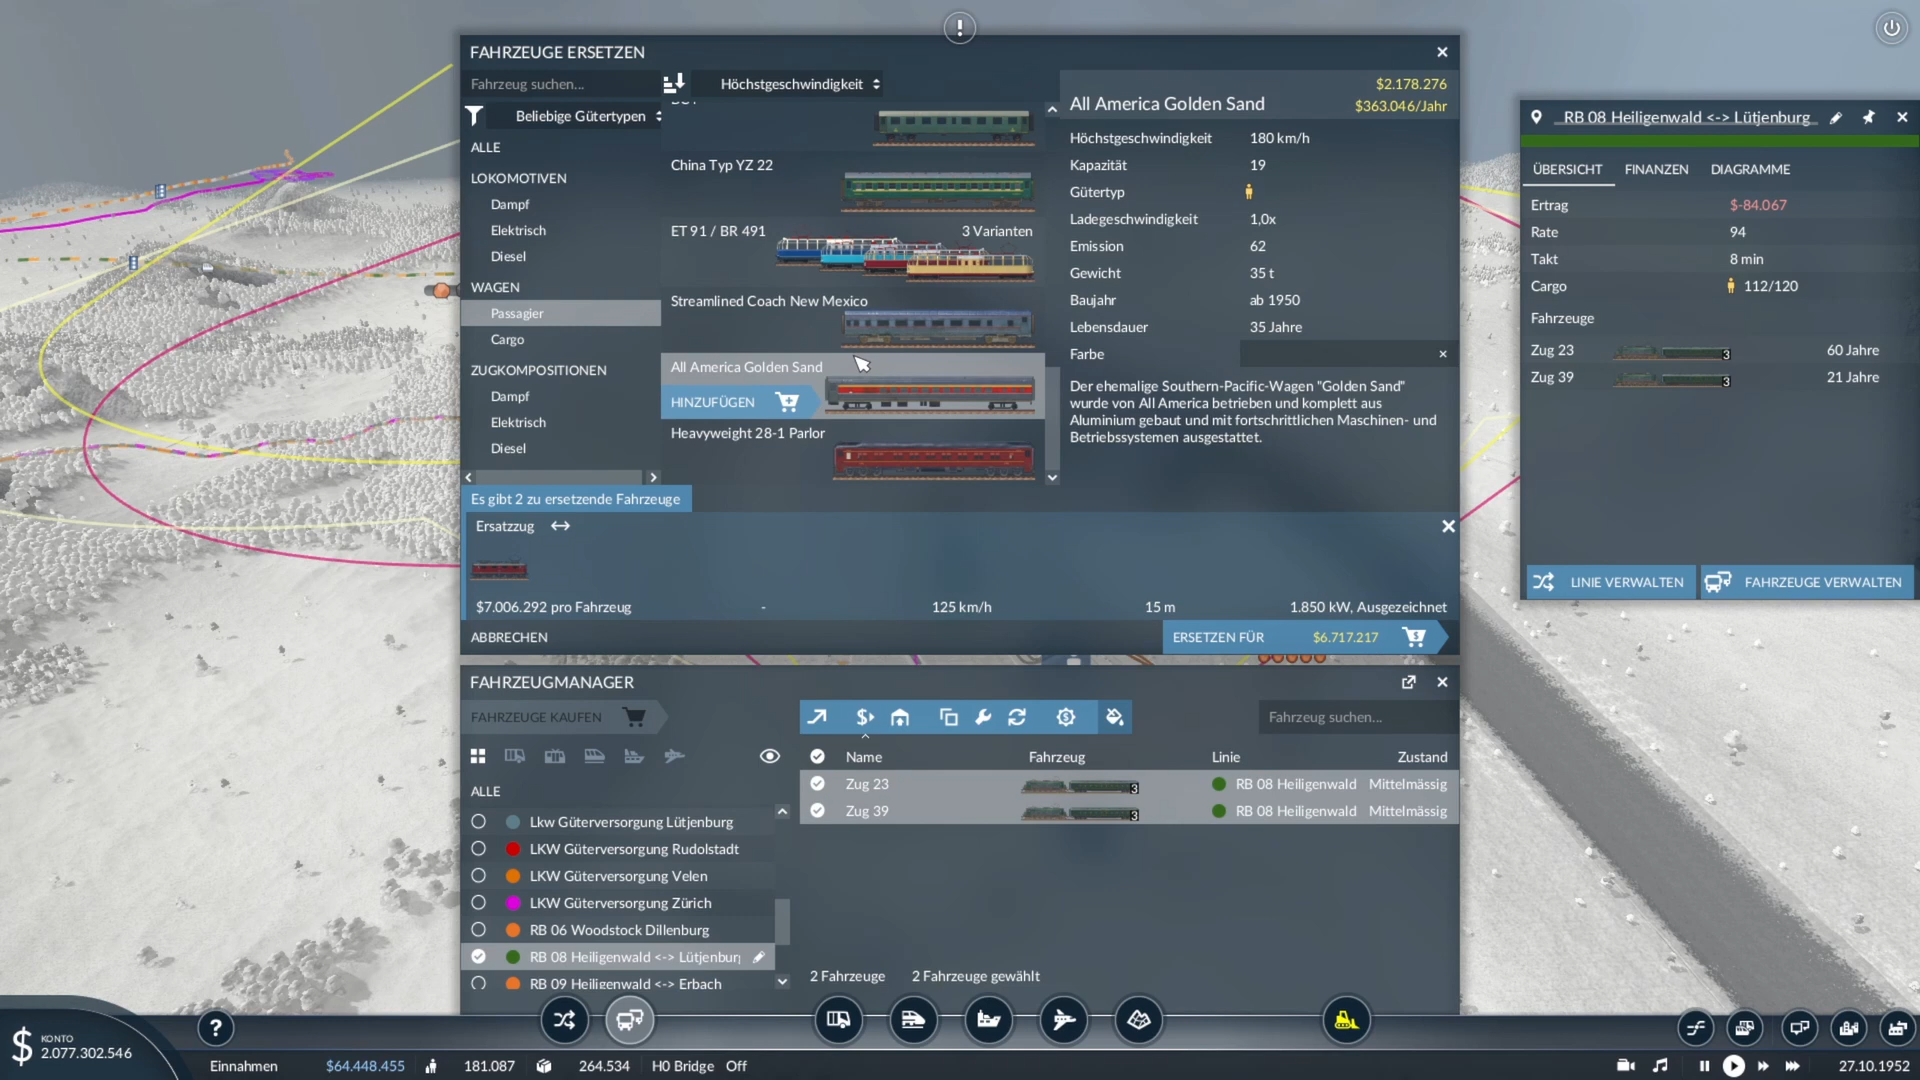 FAHRZEUGE ERSETZEN
Fahrzeug suchen...
Höchstgeschwindigkeit
Beliebige Gütertypen
ALLE
LOKOMOTIVEN
Dampf
Elektrisch
Diesel
WAGEN
Passagier
Cargo
ZUGKOMPOSITIONEN
Dampf
Elektrisch
Diesel
China Typ YZ 22
ET 91 / BR 491
3 Varianten
Streamlined Coach New Mexico
All America Golden Sand
HINZUFÜGEN
Heavyweight 28-1 Parlor
$2.178.276
All America Golden Sand
$363.046/Jahr
Höchstgeschwindigkeit 180 km/h
Kapazität 19
Gütertyp
Ladegeschwindigkeit 1,0x
Emission 62
Gewicht 35 t
Baujahr ab 1950
Lebensdauer 35 Jahre
Farbe
Der ehemalige Southern-Pacific-Wagen "Golden Sand"
wurde von All America betrieben und komplett aus
Aluminium gebaut und mit fortschrittlichen Maschinen- und
Betriebssystemen ausgestattet.
Es gibt 2 zu ersetzende Fahrzeuge
Ersatzzug
$7.006.292 pro Fahrzeug - 125 km/h 15 m 1.850 kW, Ausgezeichnet
ABBRECHEN
ERSETZEN FÜR $6.717.217
RB 08 Heiligenwald <-> Lütjenburg
ÜBERSICHT FINANZEN DIAGRAMME
Ertrag $-84.067
Rate 94
Takt 8 min
Cargo 112/120
Fahrzeuge
Zug 23 3 60 Jahre
Zug 39 3 21 Jahre
LINIE VERWALTEN FAHRZEUGE VERWALTEN
FAHRZEUGMANAGER
FAHRZEUGE KAUFEN
Fahrzeug suchen...
ALLE
Lkw Güterversorgung Lütjenburg
LKW Güterversorgung Rudolstadt
LKW Güterversorgung Velen
LKW Güterversorgung Zürich
RB 06 Woodstock Dillenburg
RB 08 Heiligenwald <-> Lütjenburg
RB 09 Heiligenwald <-> Erbach
Name Fahrzeug Linie Zustand
Zug 23 3 RB 08 Heiligenwald Mittelmässig
Zug 39 3 RB 08 Heiligenwald Mittelmässig
2 Fahrzeuge 2 Fahrzeuge gewählt
KONTO
2.077.302.546
Einnahmen $64.448.455 181.087 264.534 H0 Bridge Off
27.10.1952